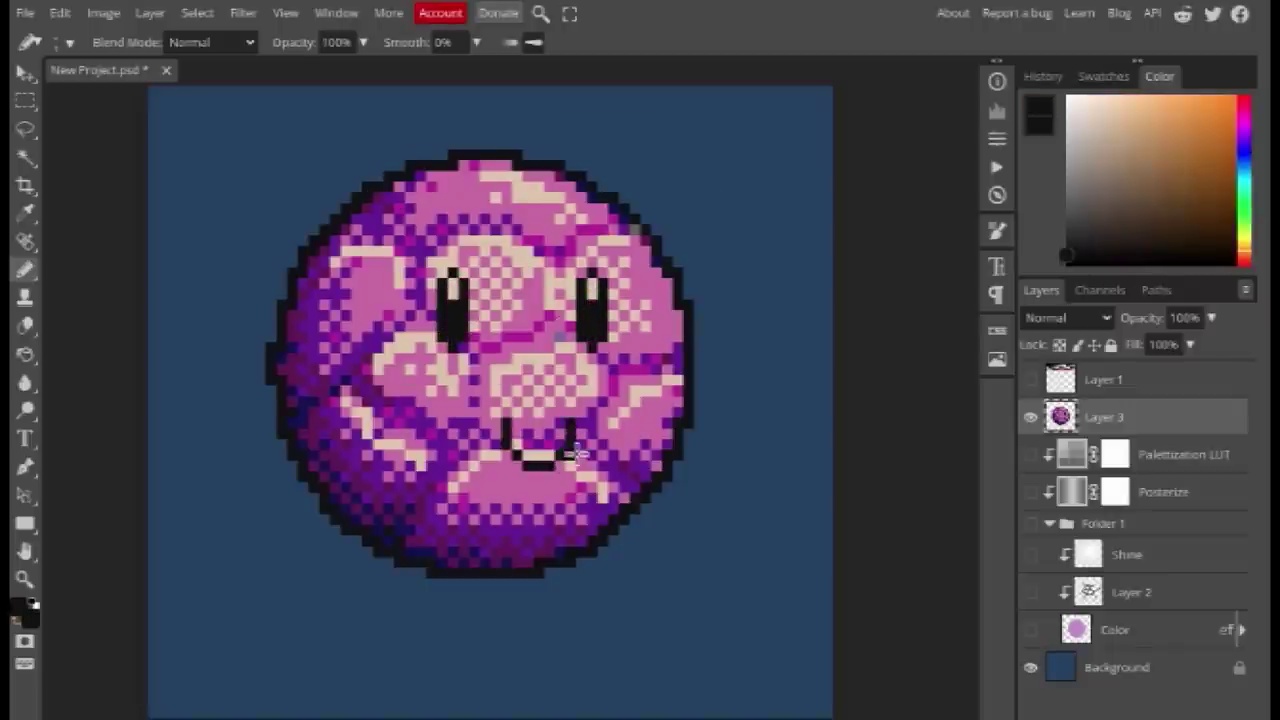 File Edit Image Layer Select Filter View Window More Account Donate About Report a bug Learn Blog API
Blend Mode: Normal Opacity: 100% Smooth: 0%
New Project.psd *
History Swatches Color
Layers Channels Paths
Normal Opacity: 100%
Lock: Fill: 100%
Layer 1
Layer 3
Palettization LUT
Posterize
Folder 1
Shine
Layer 2
Color eff
Background